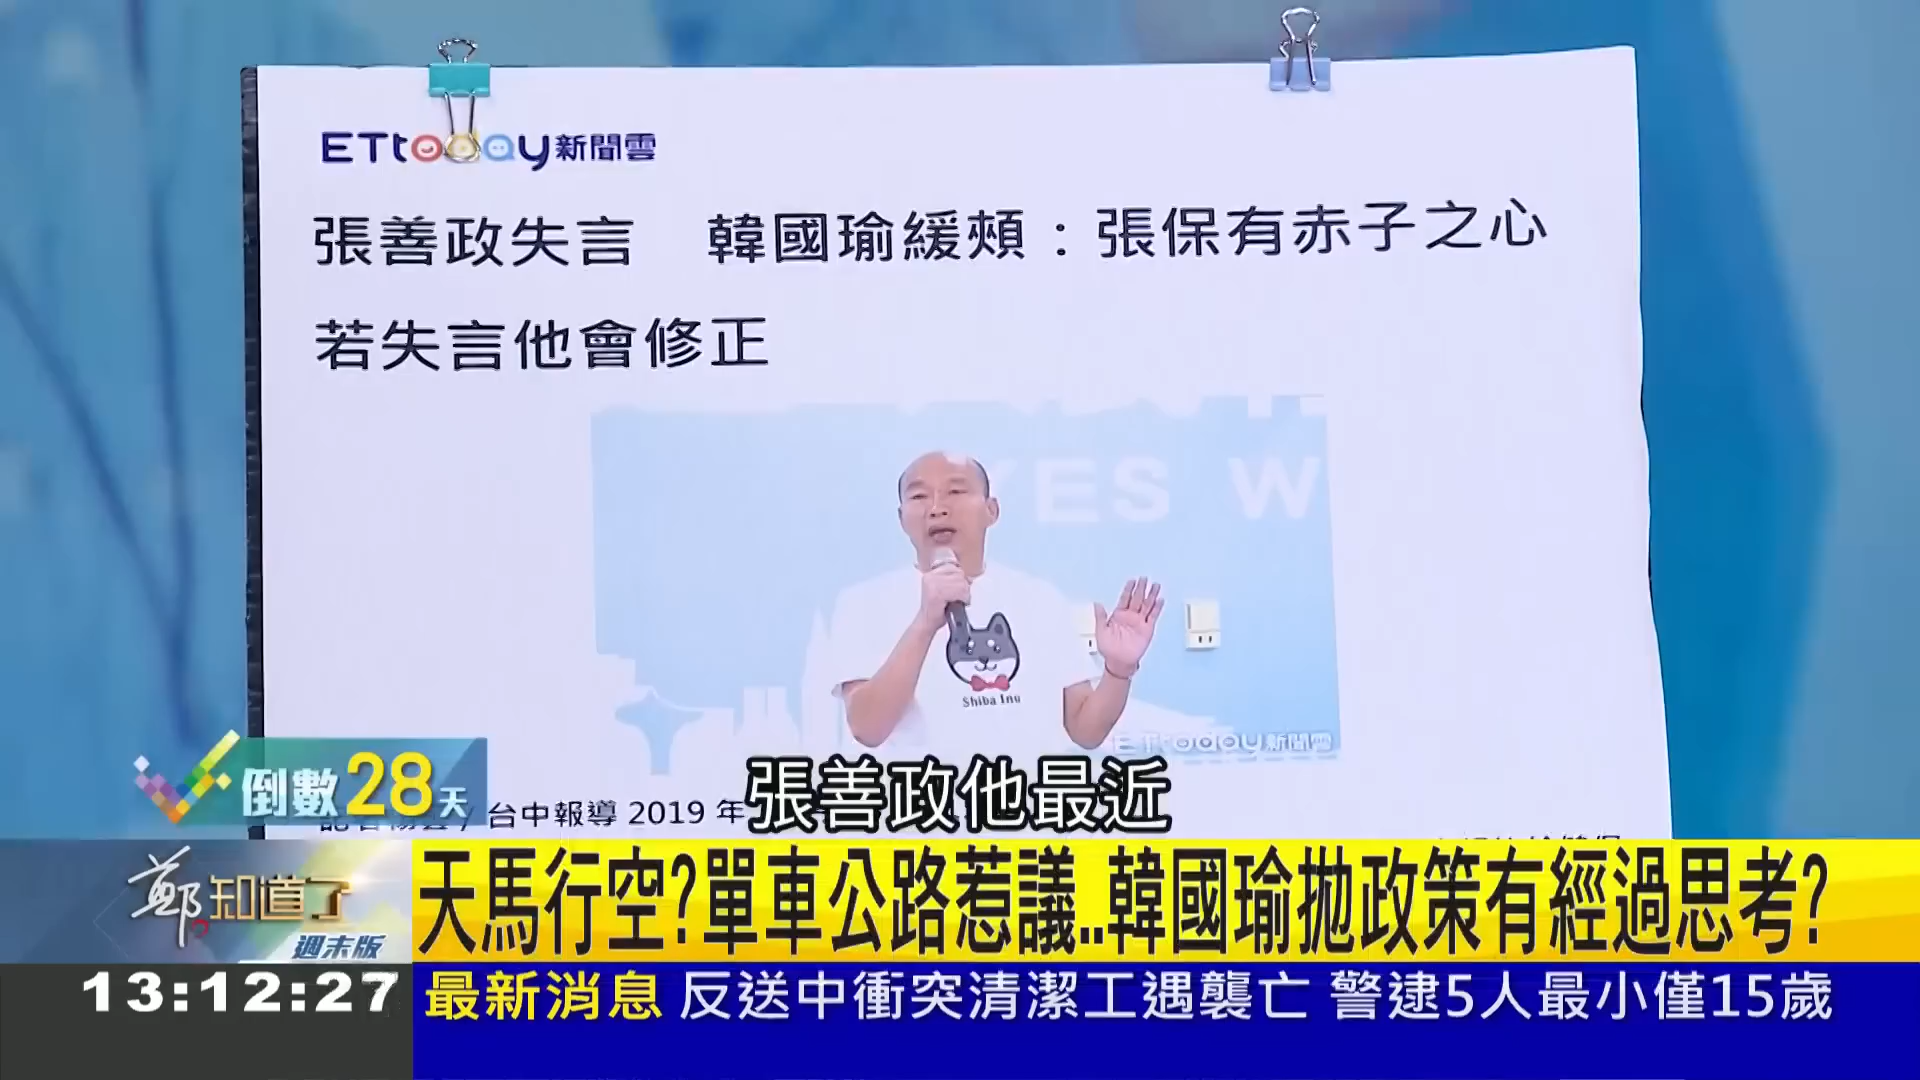 ETtoday新聞雲
張善政失言 韓國瑜緩頰：張保有赤子之心
若失言他會修正
YES W
Shiba Inu
ETtoday新聞雲
倒數28天
台中報導 2019 年
張善政他最近
鄭知道了
週末版
天馬行空?單車公路惹議..韓國瑜拋政策有經過思考?
13:12:27
最新消息 反送中衝突清潔工遇襲亡 警逮5人最小僅15歲